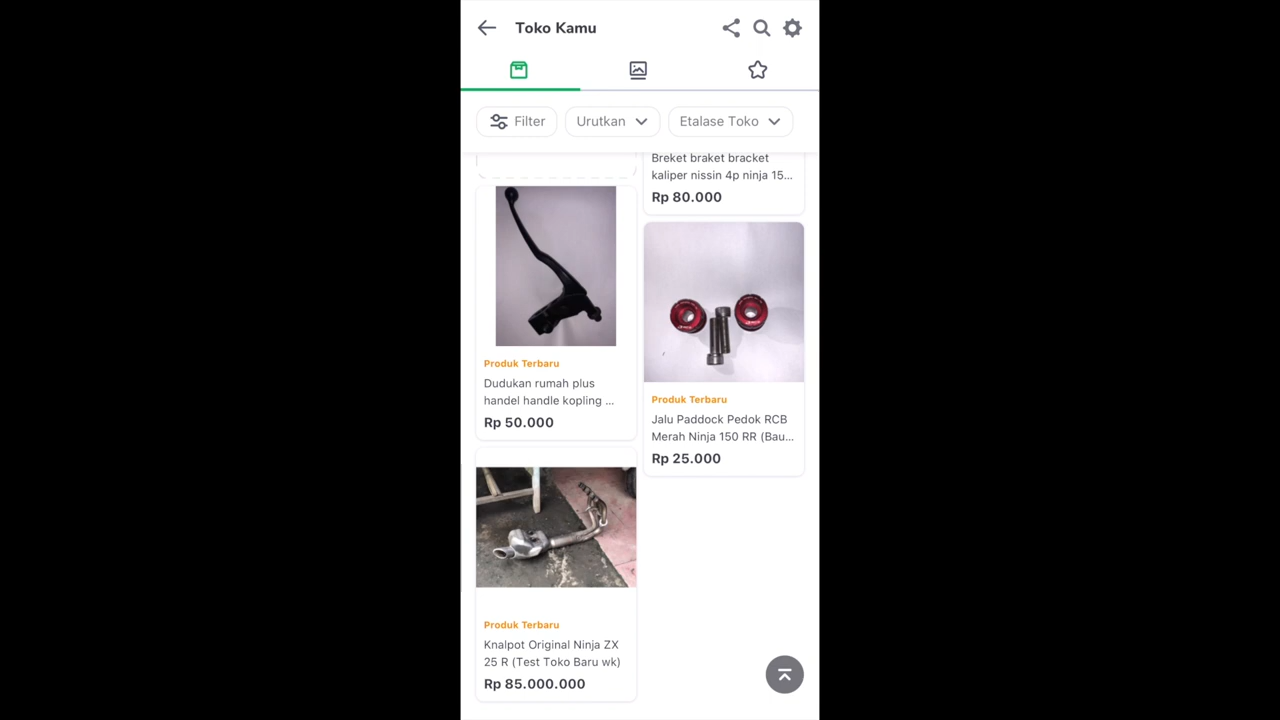 Toko Kamu
Filter
Urutkan
Etalase Toko
Breket braket bracket
kaliper nissin 4p ninja 15...
Rp 80.000
Produk Terbaru
Dudukan rumah plus
handel handle kopling ...
Rp 50.000
Produk Terbaru
Jalu Paddock Pedok RCB
Merah Ninja 150 RR (Bau...
Rp 25.000
Produk Terbaru
Knalpot Original Ninja ZX
25 R (Test Toko Baru wk)
Rp 85.000.000